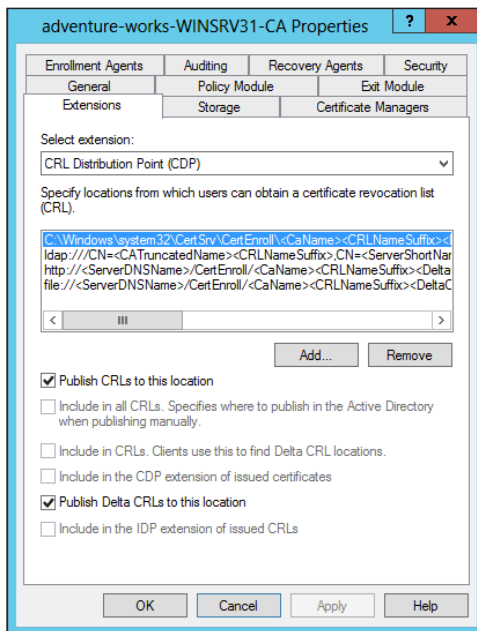 adventure-works-WINSRV31-CA Properties
? x
Enrollment Agents Auditing Recovery Agents Security
General Policy Module Exit Module
Extensions Storage Certificate Managers
Select extension:
CRL Distribution Point (CDP)
Specify locations from which users can obtain a certificate revocation list
(CRL).
C:\Windows\system32\CertSrv\CertEnroll\<CaName><CRLNameSuffix><
ldap:///CN=<CATruncatedName><CRLNameSuffix>,CN=<ServerShortNar
http://<ServerDNSName>/CertEnroll/<CaName><CRLNameSuffix><Delta
file://<ServerDNSName>/CertEnroll/<CaName><CRLNameSuffix><DeltaC
Add... Remove
Publish CRLs to this location
Include in all CRLs. Specifies where to publish in the Active Directory
when publishing manually.
Include in CRLs. Clients use this to find Delta CRL locations.
Include in the CDP extension of issued certificates
Publish Delta CRLs to this location
Include in the IDP extension of issued CRLs
OK Cancel Apply Help